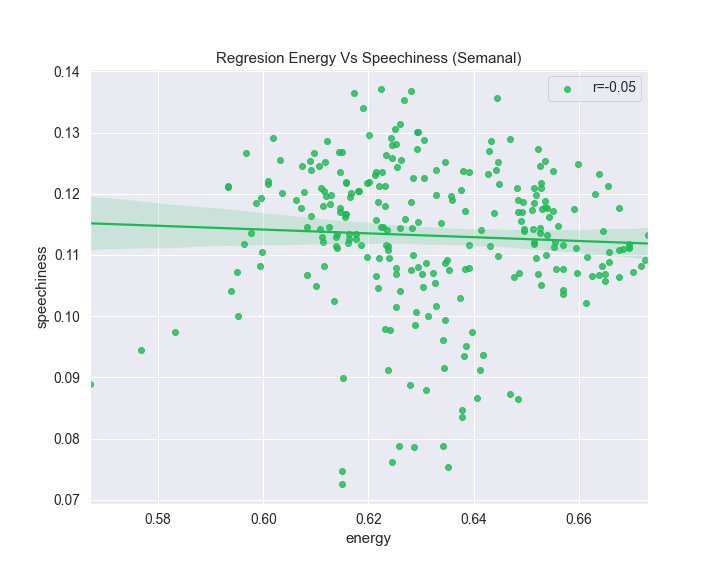 Regresion Energy Vs Speechiness (Semanal)
r=-0.05
0.14
0.13
0.12
0.11
0.10
0.09
0.08
0.07
speechiness
0.58 0.60 0.62 0.64 0.66
energy